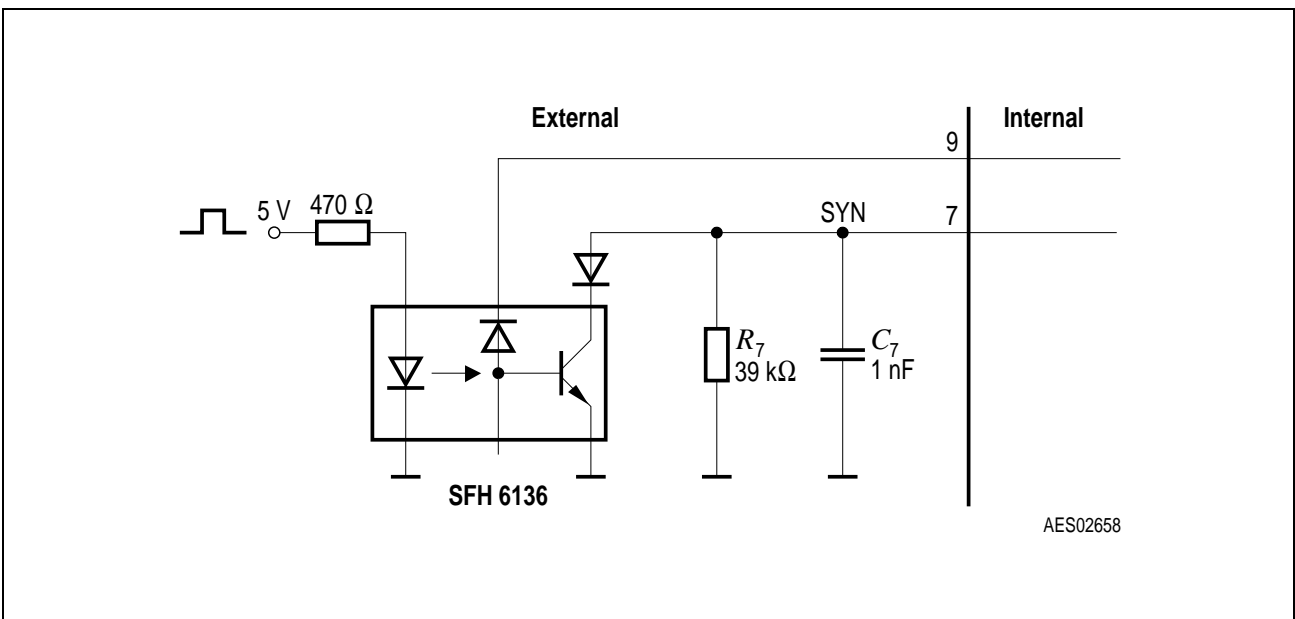 External
Internal
9
5 V
470 Ω
SYN
7
R7
39 kΩ
C7
1 nF
SFH 6136
AES02658